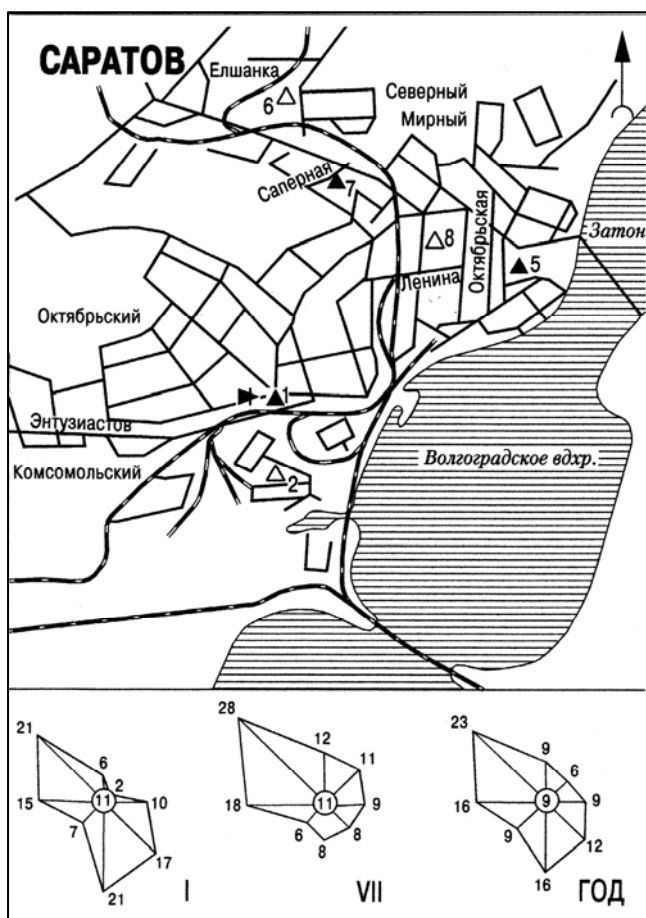 САРАТОВ
Елшанка
6
Северный
Мирный
Саперная
7
Затон
8
Октябрьская
5
Ленина
Октябрьский
1
Энтузиастов
Комсомольский
2
Волгоградское вдхр.
21
6
2
11
15
10
7
17
21
I
28
12
11
11
18
9
6
8
8
VII
23
9
6
9
16
9
9
12
16
ГОД